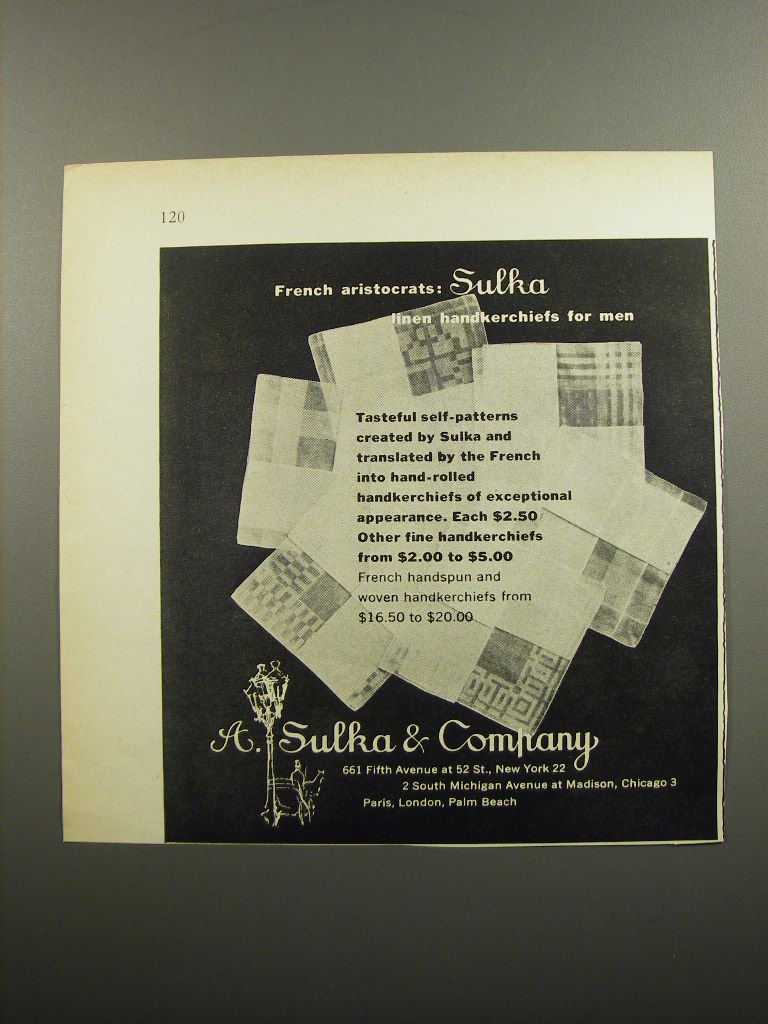 120
French aristocrats: Sulka
linen handkerchiefs for men
Tasteful self-patterns
created by Sulka and
translated by the French
into hand-rolled
handkerchiefs of exceptional
appearance. Each $2.50
Other fine handkerchiefs
from $2.00 to $5.00
French handspun and
woven handkerchiefs from
$16.50 to $20.00
A. Sulka & Company
661 Fifth Avenue at 52 St., New York 22
2 South Michigan Avenue at Madison, Chicago 3
Paris, London, Palm Beach